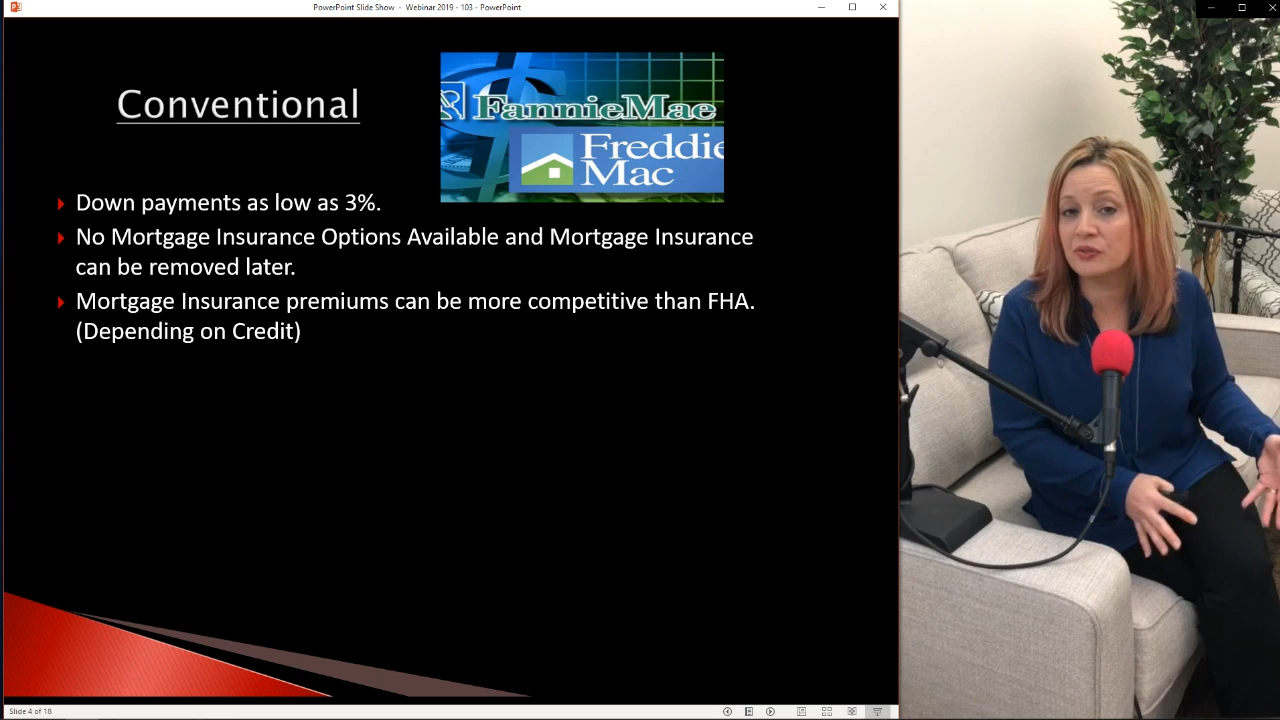 PowerPoint Slide Show - Webinar 2019 - 103 - PowerPoint
Conventional
FannieMae
Freddie
Mac
Down payments as low as 3%.
No Mortgage Insurance Options Available and Mortgage Insurance
can be removed later.
Mortgage Insurance premiums can be more competitive than FHA.
(Depending on Credit)
Slide 4 of 18